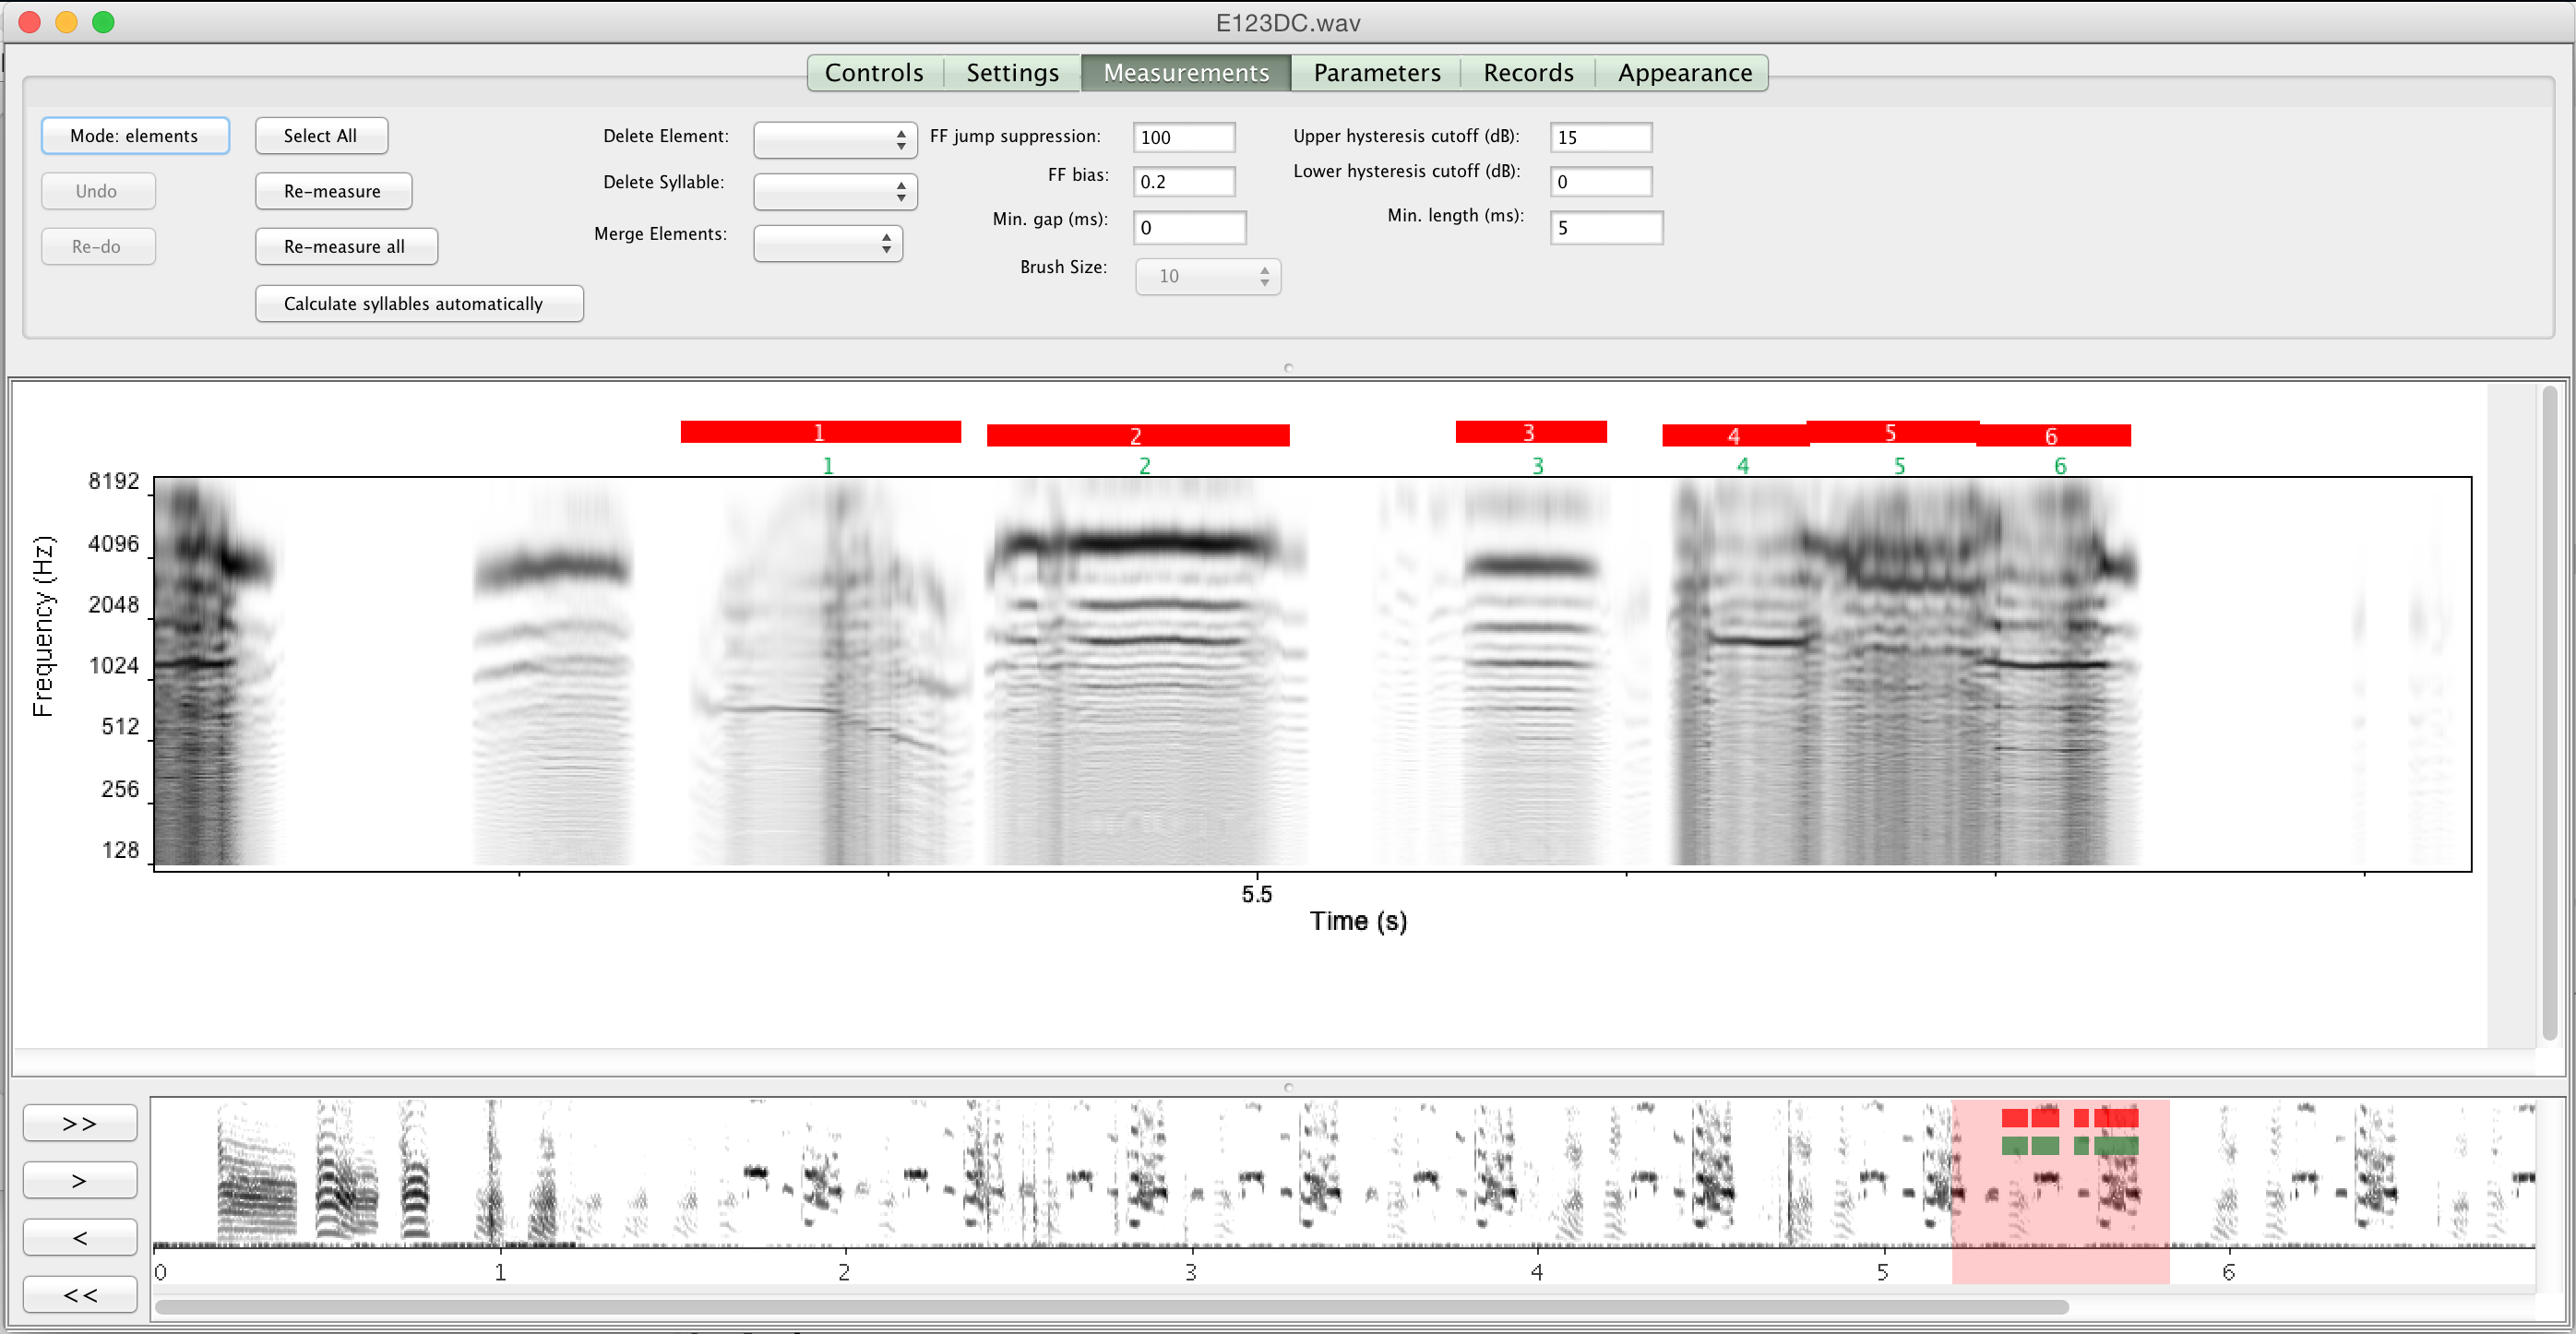 E123DC.wav
Controls Settings Measurements Parameters Records Appearance
Mode: elements Select All Delete Element: FF jump suppression: 100 Upper hysteresis cutoff (dB): 15
Undo Re-measure Delete Syllable: FF bias: 0.2 Lower hysteresis cutoff (dB): 0
Re-do Re-measure all Merge Elements: Min. gap (ms): 0 Min. length (ms): 5
Calculate syllables automatically Brush Size: 10
1 2 3 4 5 6
1 2 3 4 5 6
8192
4096
2048
1024
512
256
128
Frequency (Hz)
5.5
Time (s)
>>
>
<
<<
0 1 2 3 4 5 6